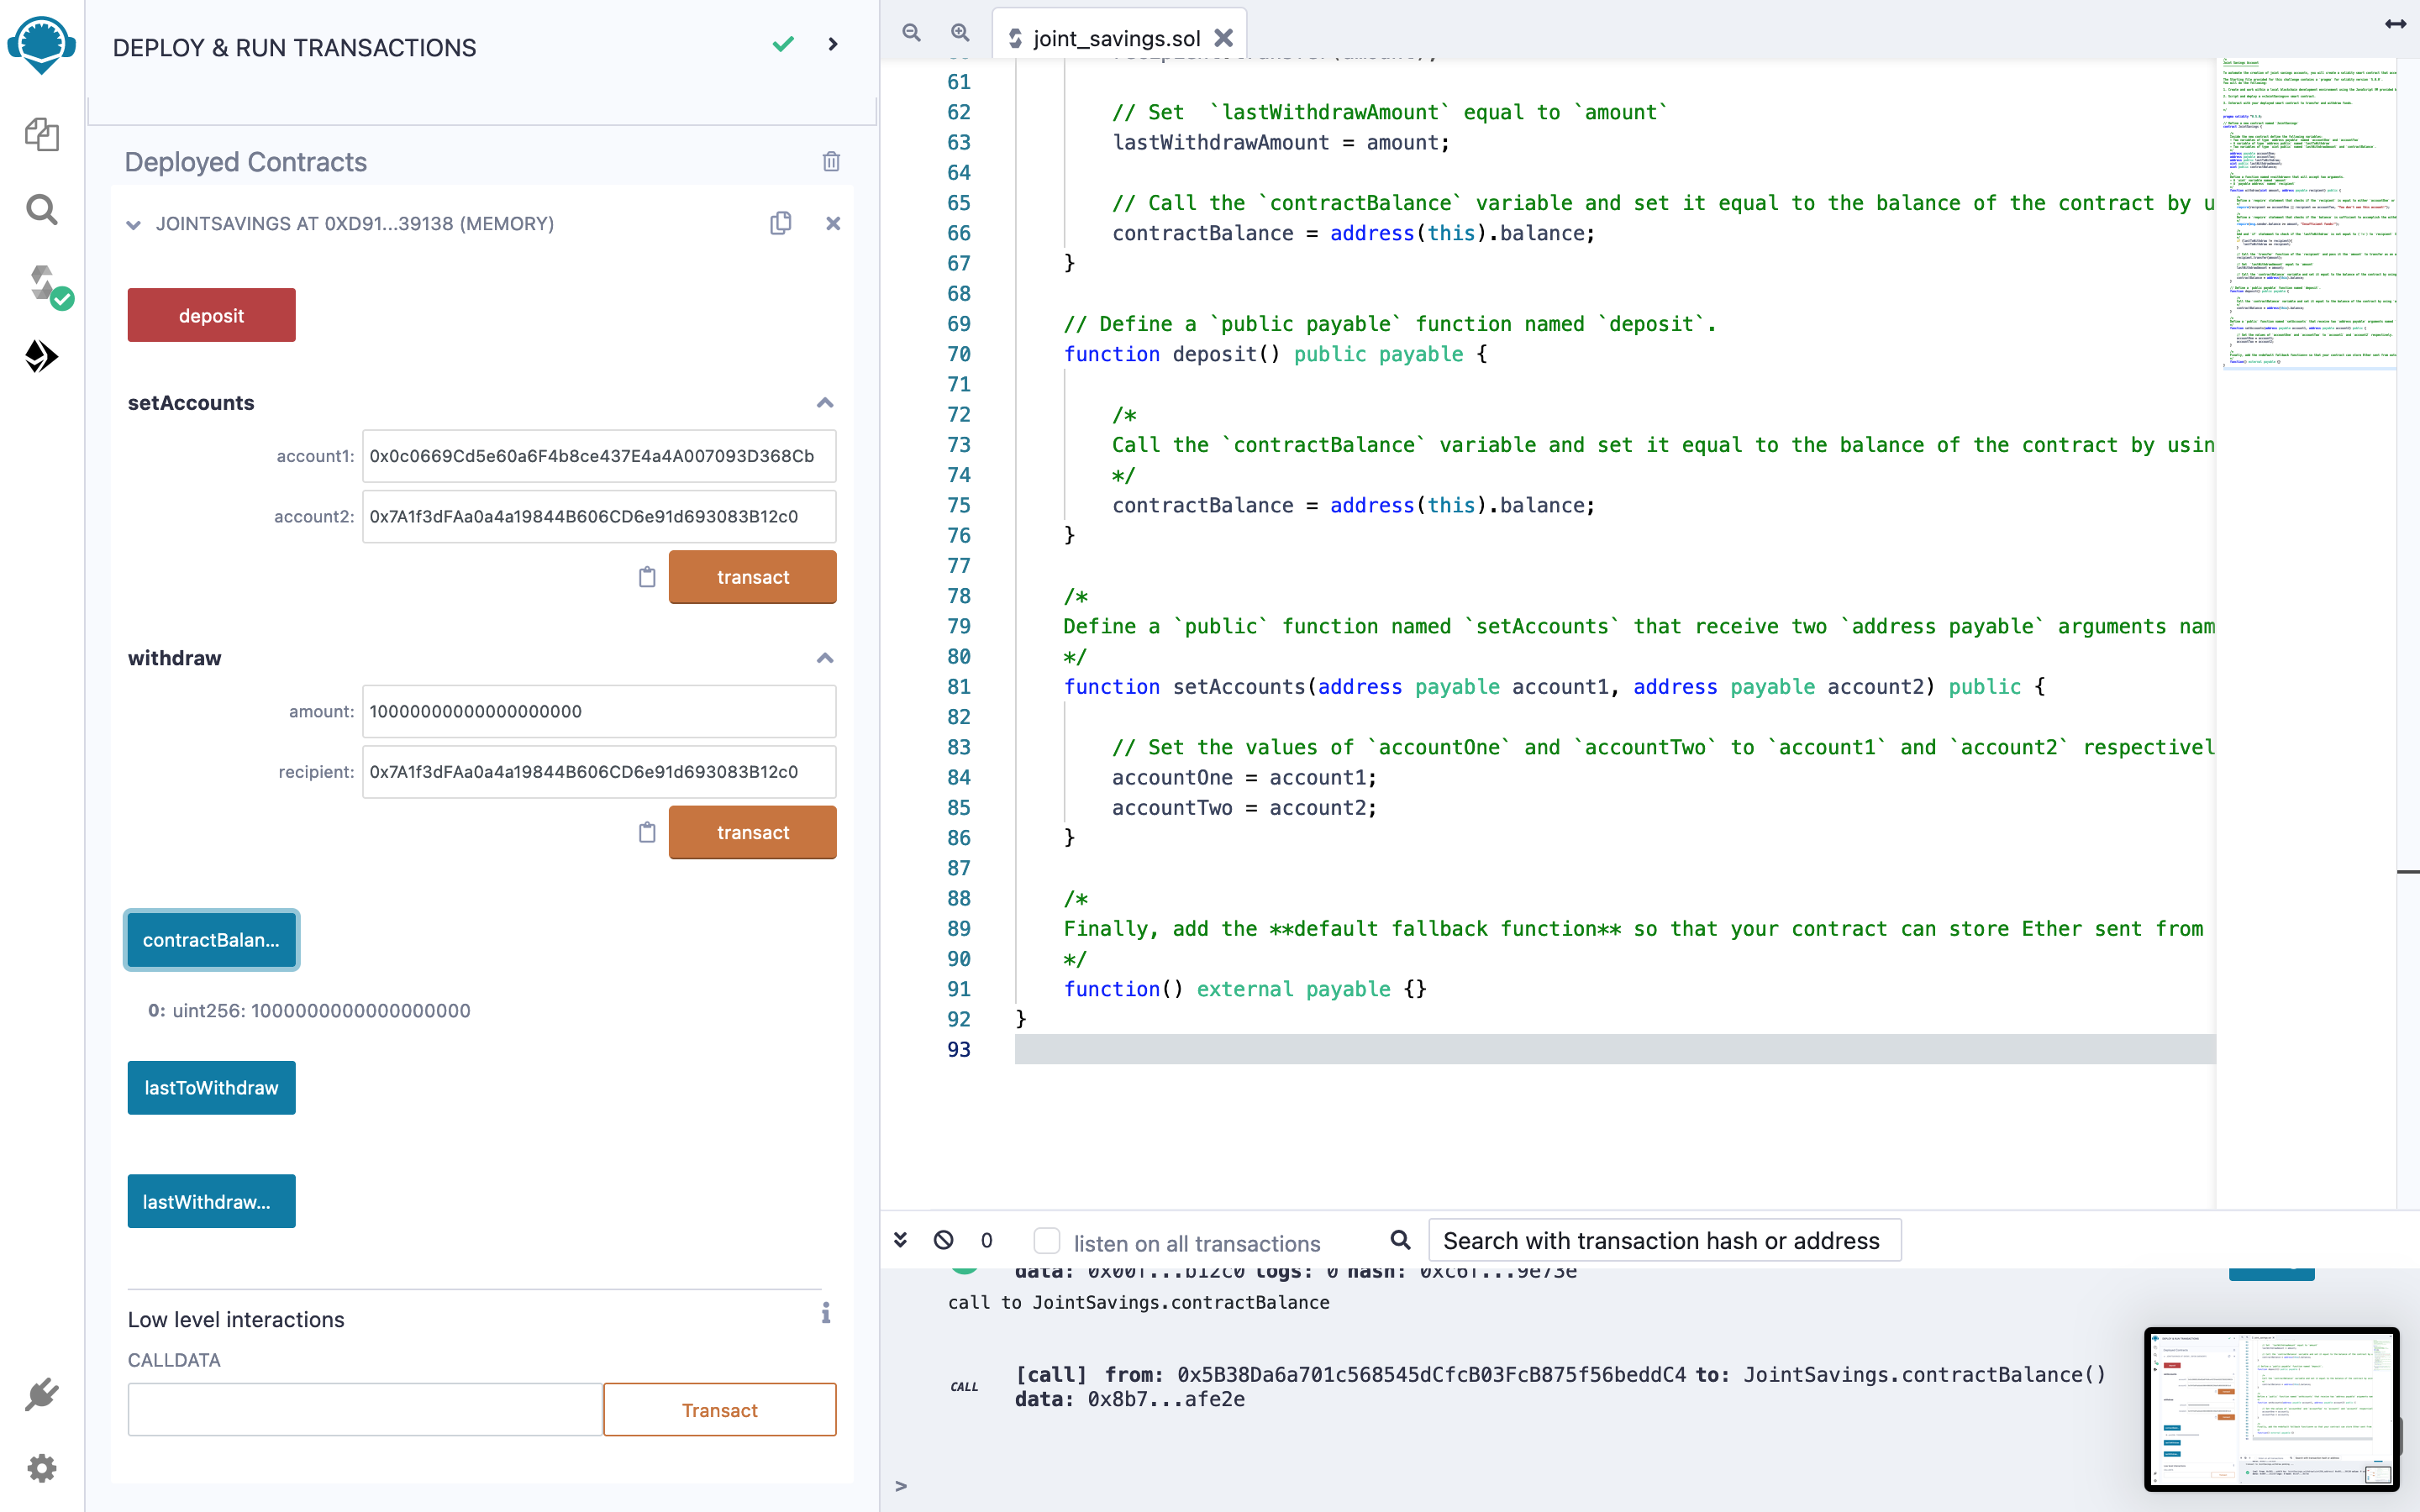 DEPLOY & RUN TRANSACTIONS
Deployed Contracts
JOINTSAVINGS AT 0XD91...39138 (MEMORY)
deposit
setAccounts
account1: 0x0c0669Cd5e60a6F4b8ce437E4a4A007093D368Cb
account2: 0x7A1f3dFAa0a4a19844B606CD6e91d693083B12c0
transact
withdraw
amount: 10000000000000000000
recipient: 0x7A1f3dFAa0a4a19844B606CD6e91d693083B12c0
transact
contractBalan...
0: uint256: 1000000000000000000
lastToWithdraw
lastWithdraw...
Low level interactions
CALLDATA
Transact
joint_savings.sol
61
62 // Set  `lastWithdrawAmount` equal to `amount`
63 lastWithdrawAmount = amount;
64
65 // Call the `contractBalance` variable and set it equal to the balance of the contract by u
66 contractBalance = address(this).balance;
67 }
68
69 // Define a `public payable` function named `deposit`.
70 function deposit() public payable {
71
72 /*
73 Call the `contractBalance` variable and set it equal to the balance of the contract by usin
74 */
75 contractBalance = address(this).balance;
76 }
77
78 /*
79 Define a `public` function named `setAccounts` that receive two `address payable` arguments nam
80 */
81 function setAccounts(address payable account1, address payable account2) public {
82
83 // Set the values of `accountOne` and `accountTwo` to `account1` and `account2` respectivel
84 accountOne = account1;
85 accountTwo = account2;
86 }
87
88 /*
89 Finally, add the **default fallback function** so that your contract can store Ether sent from
90 */
91 function() external payable {}
92 }
93
0 listen on all transactions Search with transaction hash or address
data: 0x00f...b12c0 logs: 0 hash: 0xc6f...9e73e
call to JointSavings.contractBalance
CALL [call] from: 0x5B38Da6a701c568545dCfcB03FcB875f56beddC4 to: JointSavings.contractBalance()
data: 0x8b7...afe2e
>